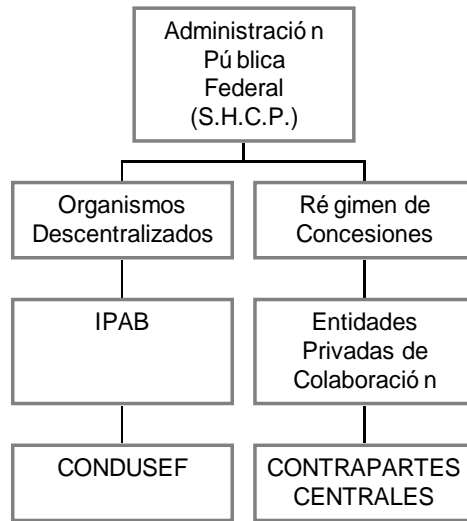 Administració n
Pú blica
Federal
(S.H.C.P.)
Organismos
Descentralizados
Ré gimen de
Concesiones
IPAB
Entidades
Privadas de
Colaboració n
CONDUSEF
CONTRAPARTES
CENTRALES